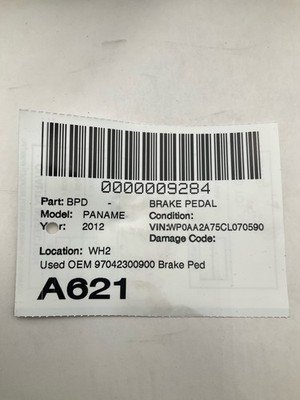 0000009284
Part: BPD - BRAKE PEDAL
Model: PANAME Condition:
Year: 2012 VIN:WP0AA2A75CL070590
Damage Code:
Location: WH2
Used OEM 97042300900 Brake Ped
A621